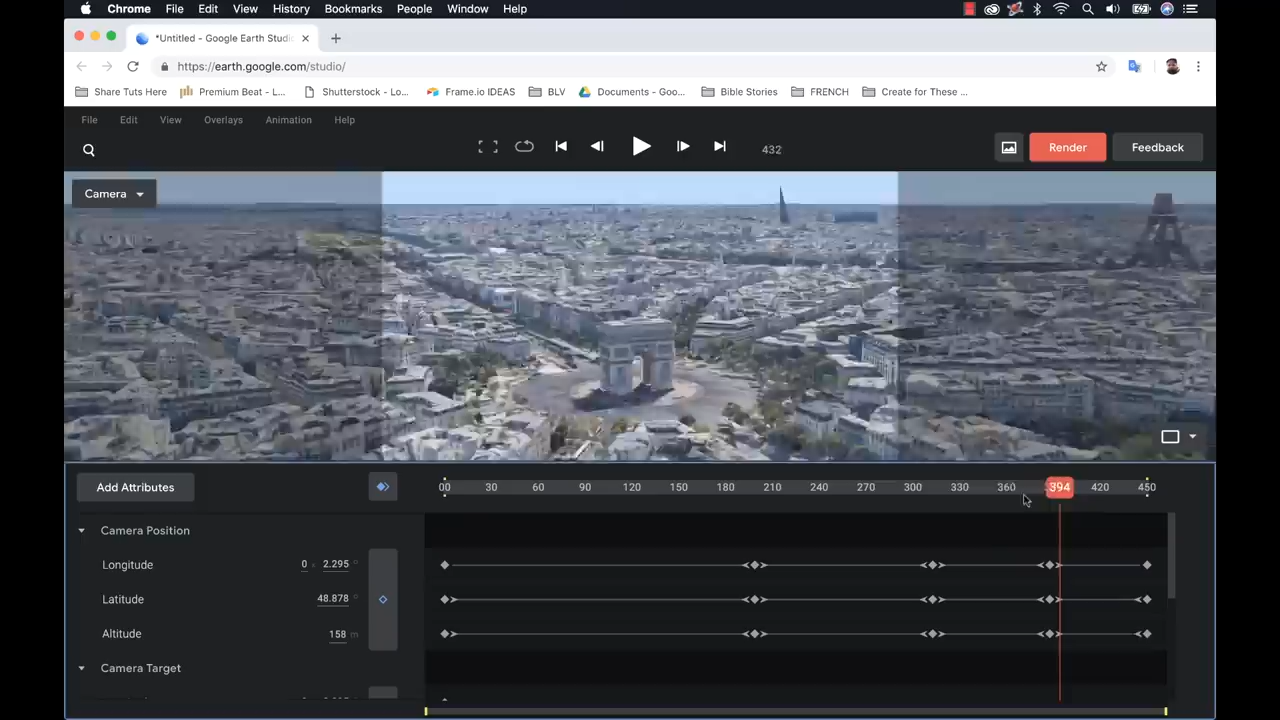 Chrome File Edit View History Bookmarks People Window Help
*Untitled - Google Earth Studi
https://earth.google.com/studio/
Share Tuts Here Premium Beat - L... Shutterstock - Lo... Frame.io IDEAS BLV Documents - Goo... Bible Stories FRENCH Create for These ...
File Edit View Overlays Animation Help
432 Render Feedback
Camera
Add Attributes 00 30 60 90 120 150 180 210 240 270 300 330 360 394 420 450
Camera Position
Longitude 0 x 2.295 °
Latitude 48.878 °
Altitude 158 m
Camera Target